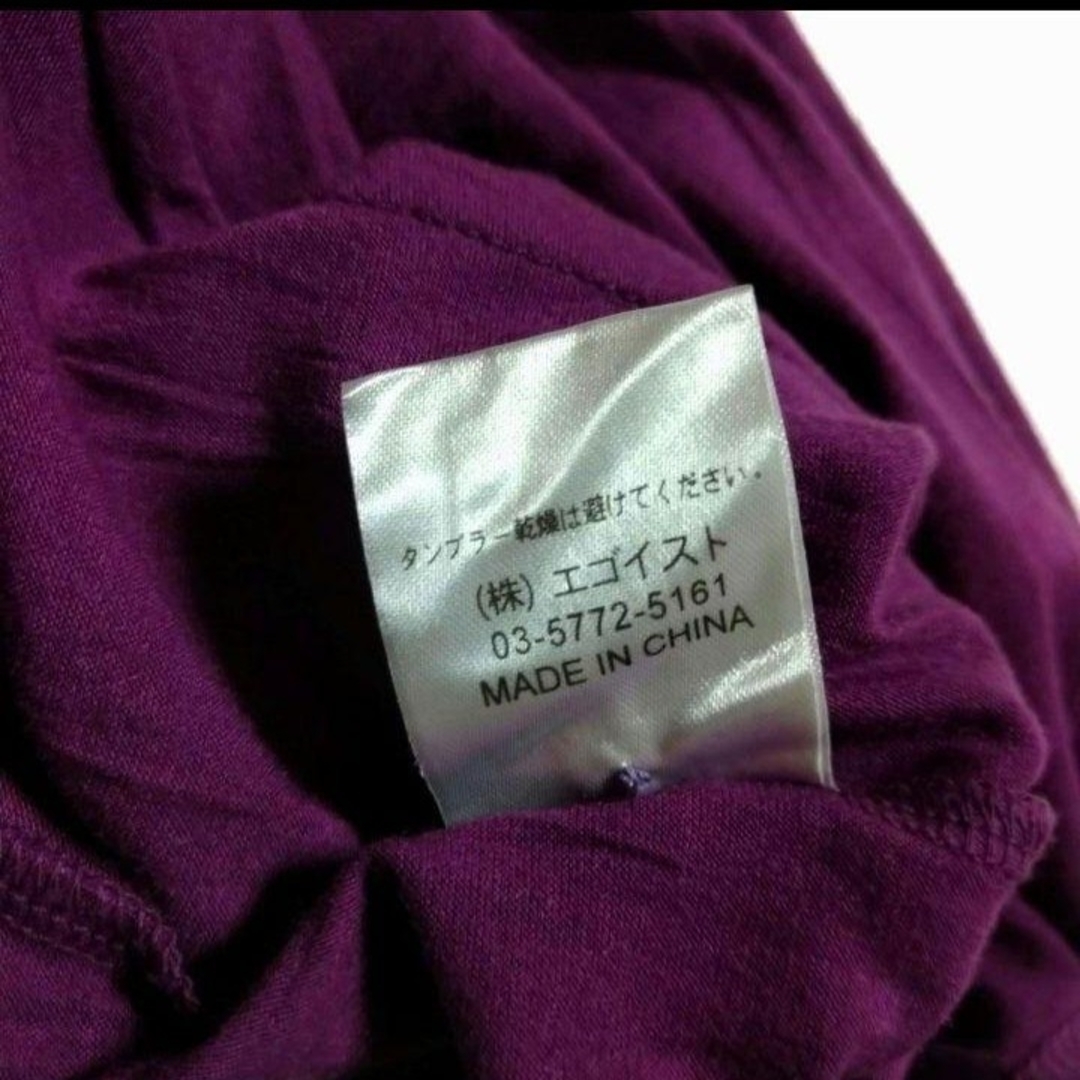 タンブラー乾燥は避けてください。
(株) エゴイスト
03-5772-5161
MADE IN CHINA